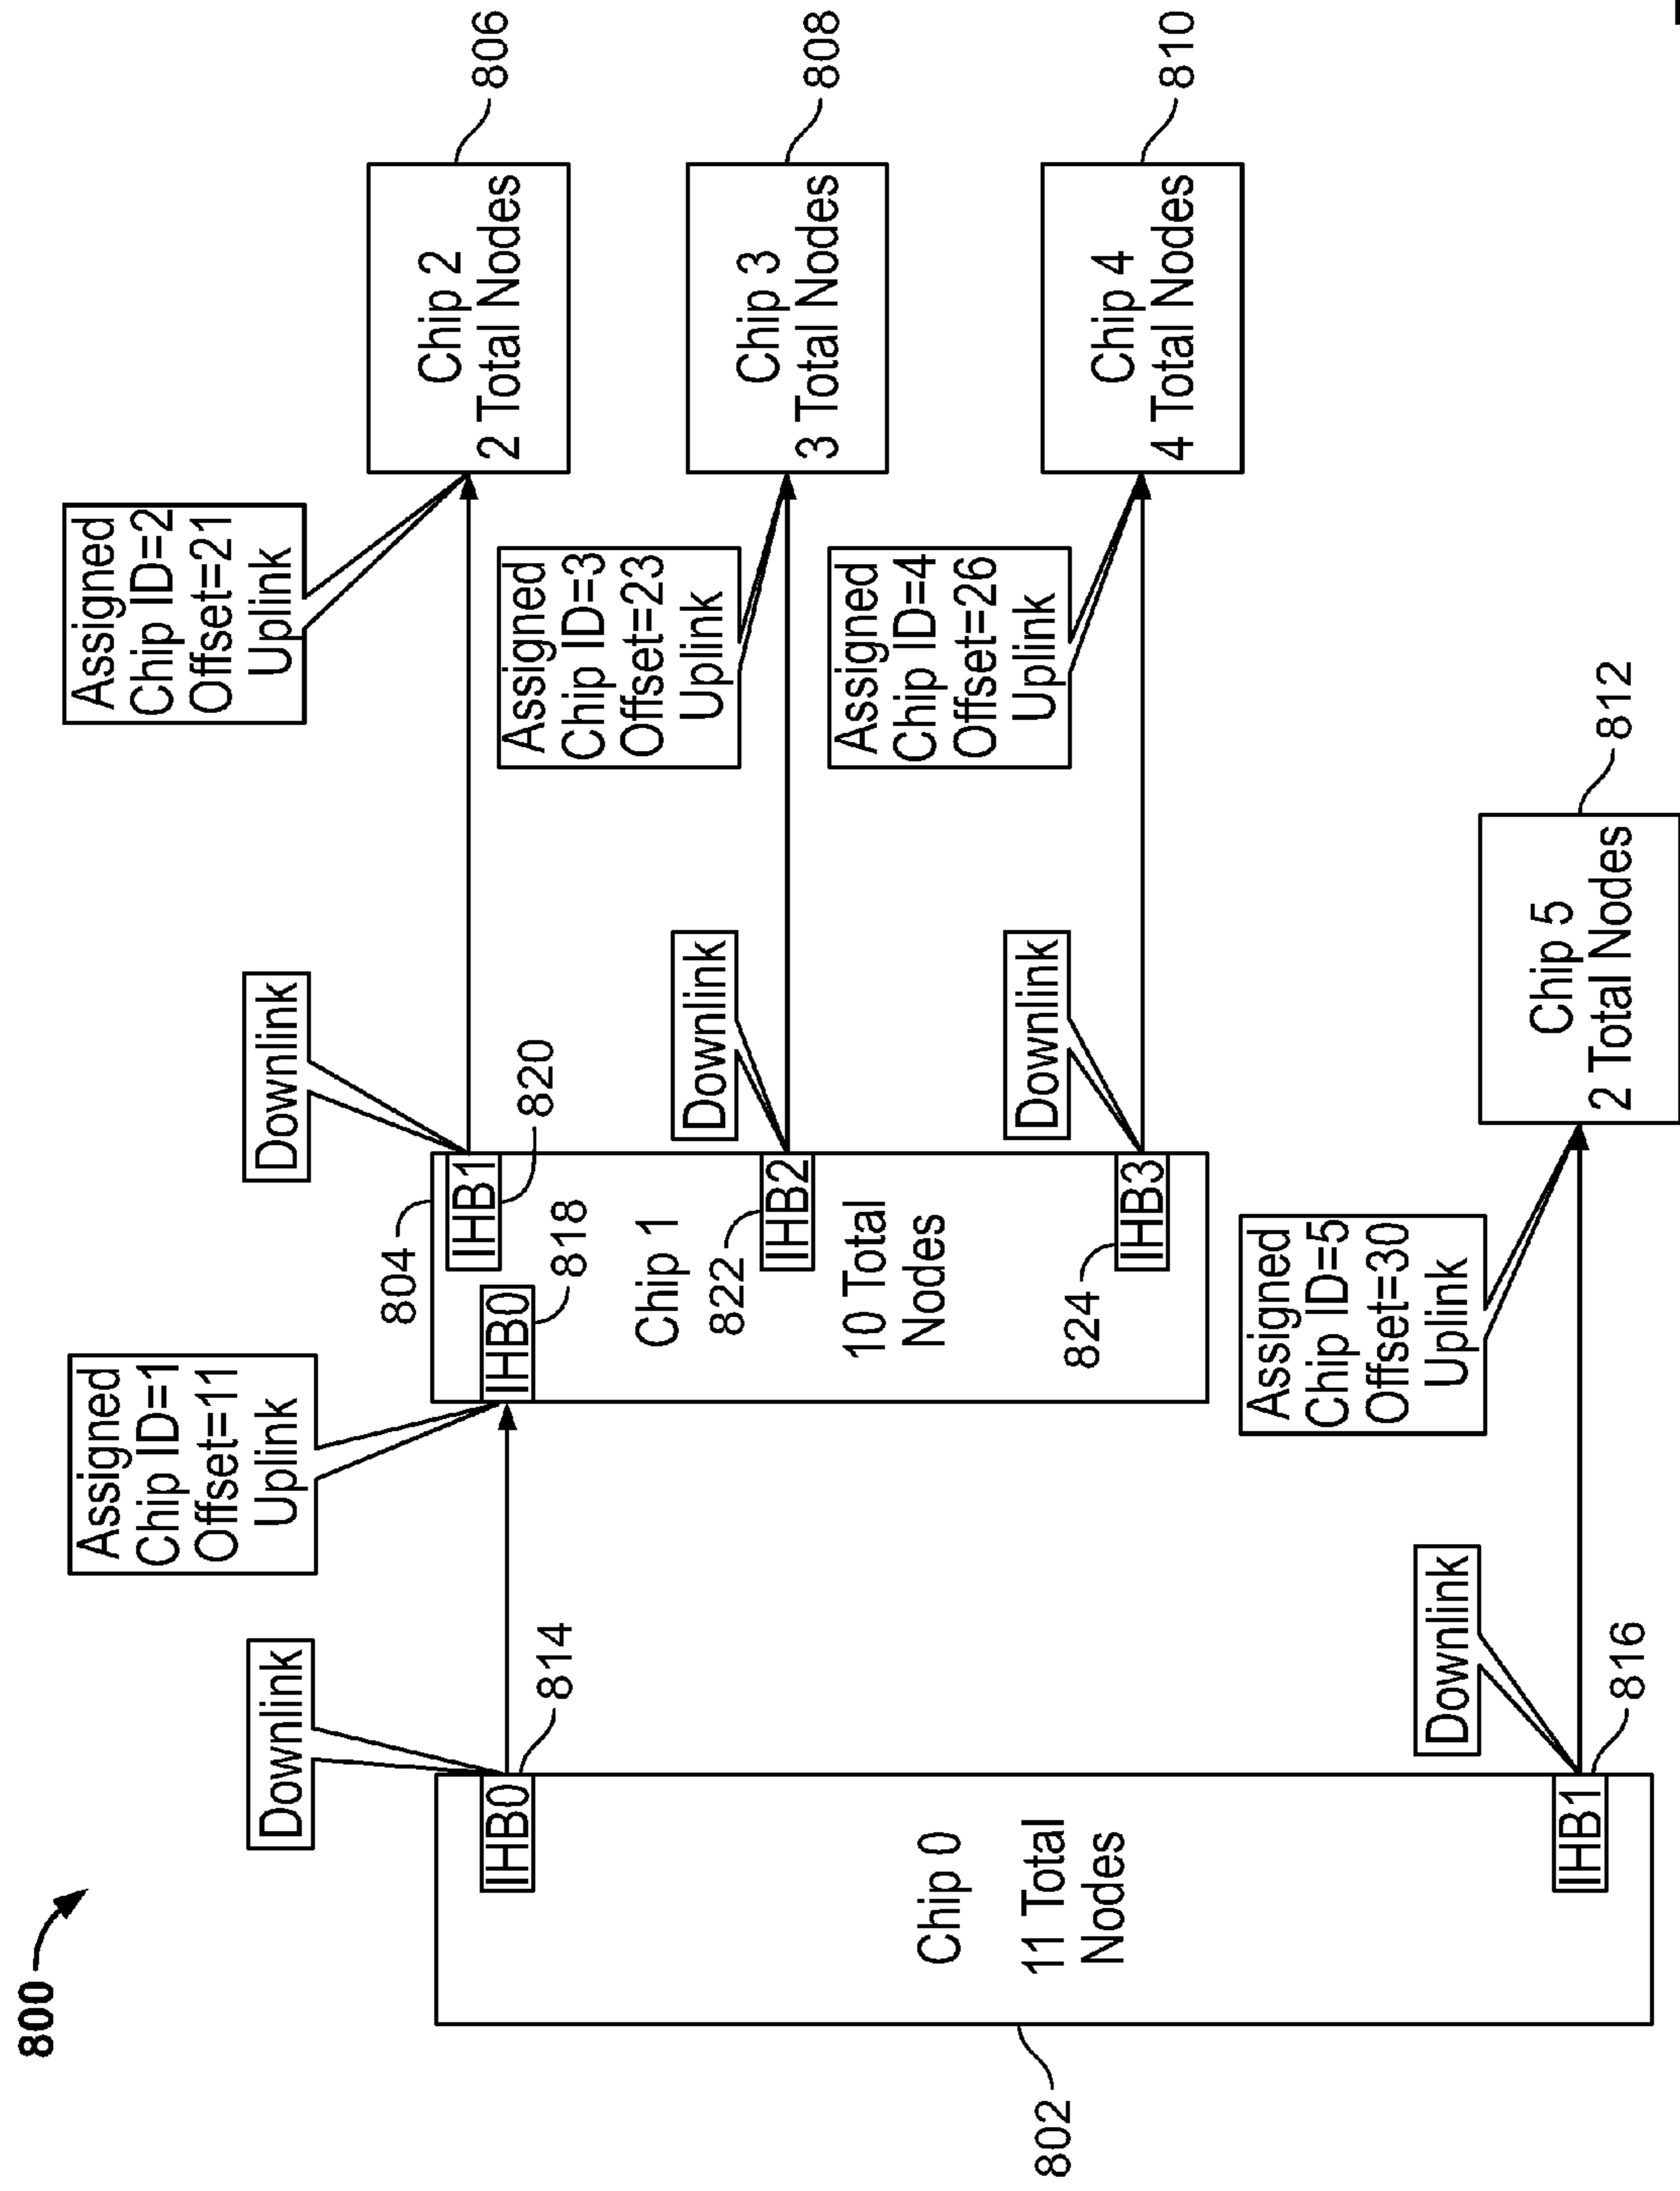 800
Downlink
Assigned
Chip ID=1
Offset=11
Uplink
Downlink
Assigned
Chip ID=2
Offset=21
Uplink
802
Chip 0
11 Total
Nodes
IHB0
814
IHB1
816
Downlink
804
IHB0
818
IHB1
820
Chip 1
822
IHB2
10 Total
Nodes
824
IHB3
Downlink
Downlink
Assigned
Chip ID=3
Offset=23
Uplink
Assigned
Chip ID=4
Offset=26
Uplink
Assigned
Chip ID=5
Offset=30
Uplink
Chip 2
2 Total Nodes
806
Chip 3
3 Total Nodes
808
Chip 4
4 Total Nodes
810
Chip 5
2 Total Nodes
812